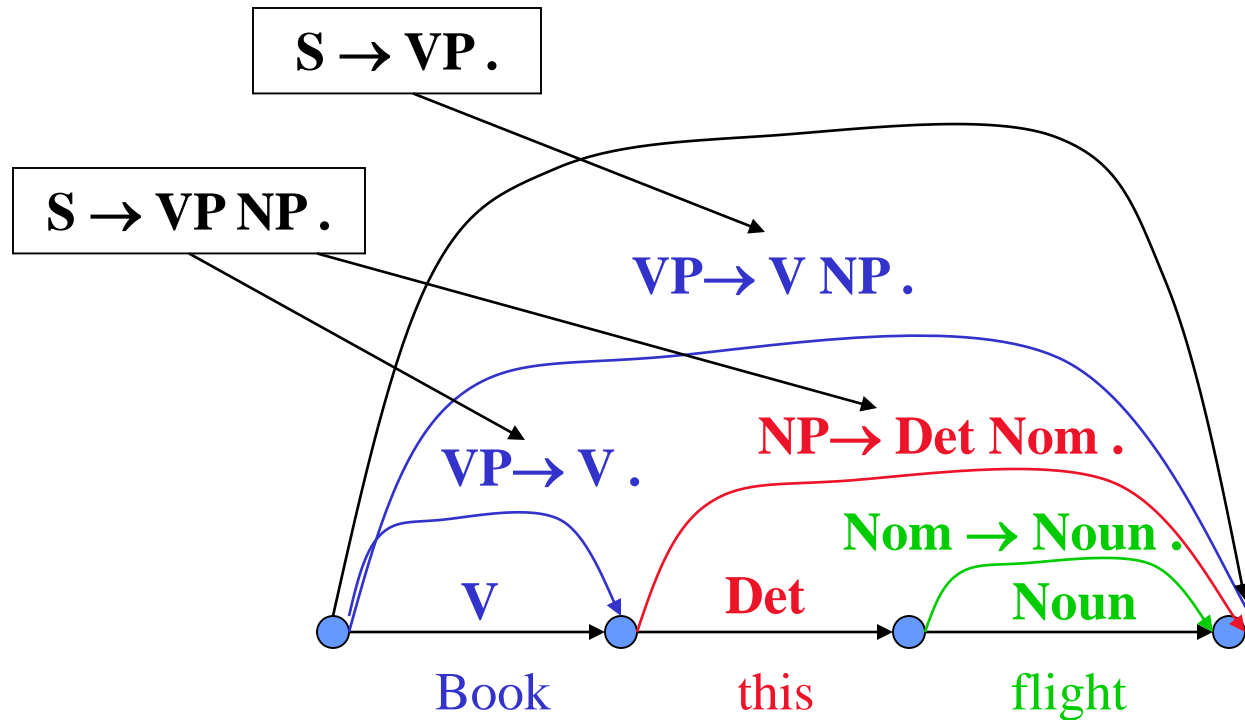 S → VP .
S → VP NP .
VP → V NP .
NP → Det Nom .
VP → V .
Nom → Noun .
V
Det
Noun
Book
this
flight